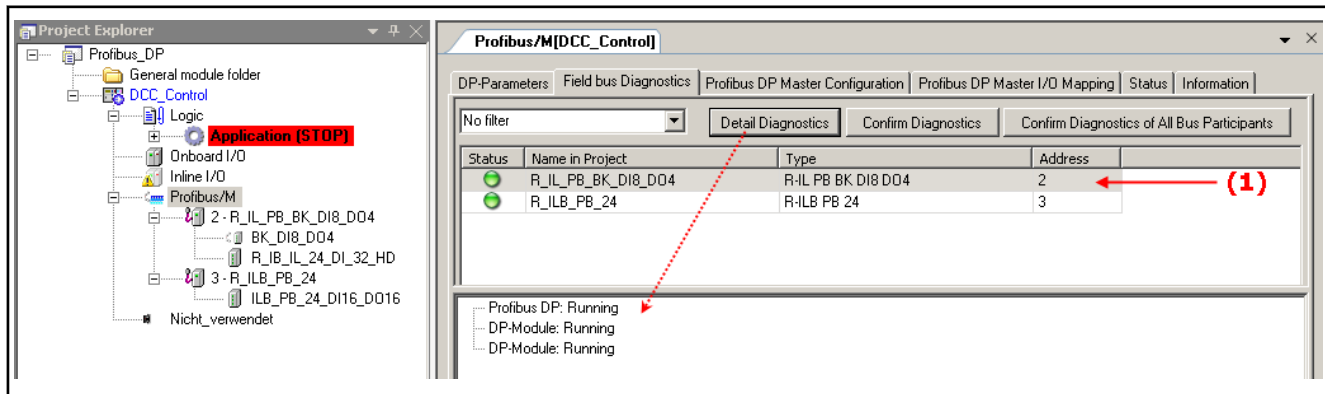 Project Explorer
Profibus_DP
General module folder
DCC_Control
Logic
Application (STOP)
Onboard I/O
Inline I/O
Profibus/M
2 - R_IL_PB_BK_DI8_DO4
BK_DI8_DO4
R_IB_IL_24_DI_32_HD
3 - R_ILB_PB_24
ILB_PB_24_DI16_DO16
Nicht_verwendet
Profibus/M[DCC_Control]
DP-Parameters Field bus Diagnostics Profibus DP Master Configuration Profibus DP Master I/O Mapping Status Information
No filter Detail Diagnostics Confirm Diagnostics Confirm Diagnostics of All Bus Participants
Status Name in Project Type Address
R_IL_PB_BK_DI8_DO4 R-IL PB BK DI8 DO4 2 (1)
R_ILB_PB_24 R-ILB PB 24 3
Profibus DP: Running
DP-Module: Running
DP-Module: Running